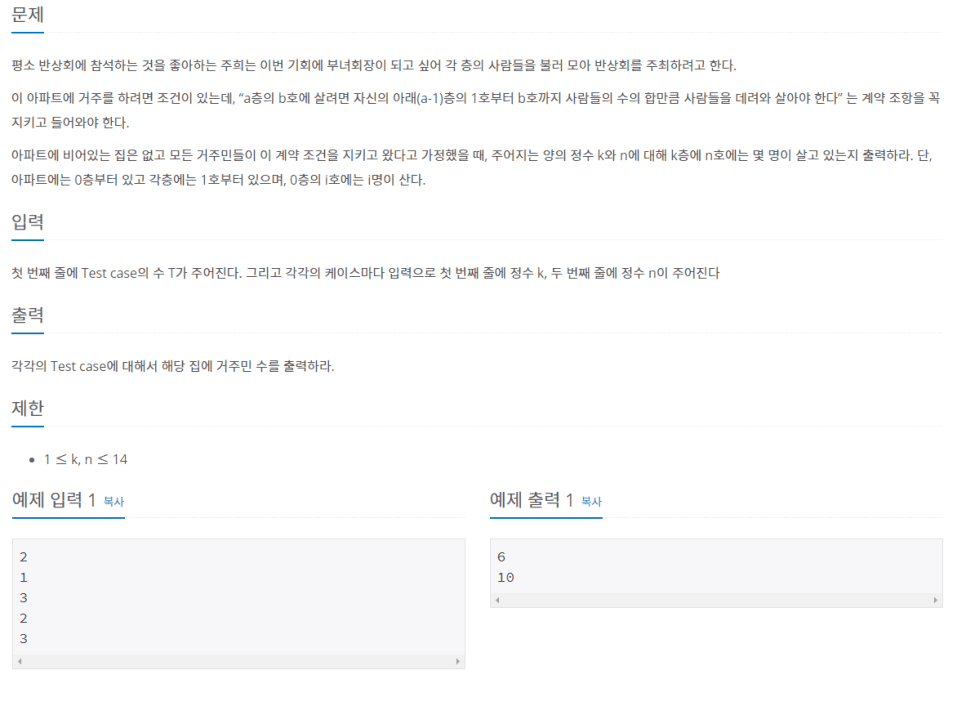 문제
평소 반상회에 참석하는 것을 좋아하는 주희는 이번 기회에 부녀회장이 되고 싶어 각 층의 사람들을 불러 모아 반상회를 주최하려고 한다.
이 아파트에 거주를 하려면 조건이 있는데, “a층의 b호에 살려면 자신의 아래(a-1)층의 1호부터 b호까지 사람들의 수의 합만큼 사람들을 데려와 살아야 한다” 는 계약 조항을 꼭
지키고 들어와야 한다.
아파트에 비어있는 집은 없고 모든 거주민들이 이 계약 조건을 지키고 왔다고 가정했을 때, 주어지는 양의 정수 k와 n에 대해 k층에 n호에는 몇 명이 살고 있는지 출력하라. 단,
아파트에는 0층부터 있고 각층에는 1호부터 있으며, 0층의 i호에는 i명이 산다.
입력
첫 번째 줄에 Test case의 수 T가 주어진다. 그리고 각각의 케이스마다 입력으로 첫 번째 줄에 정수 k, 두 번째 줄에 정수 n이 주어진다
출력
각각의 Test case에 대해서 해당 집에 거주민 수를 출력하라.
제한
• 1 ≤ k, n ≤ 14
예제 입력 1 복사
2
1
3
2
3
예제 출력 1 복사
6
10